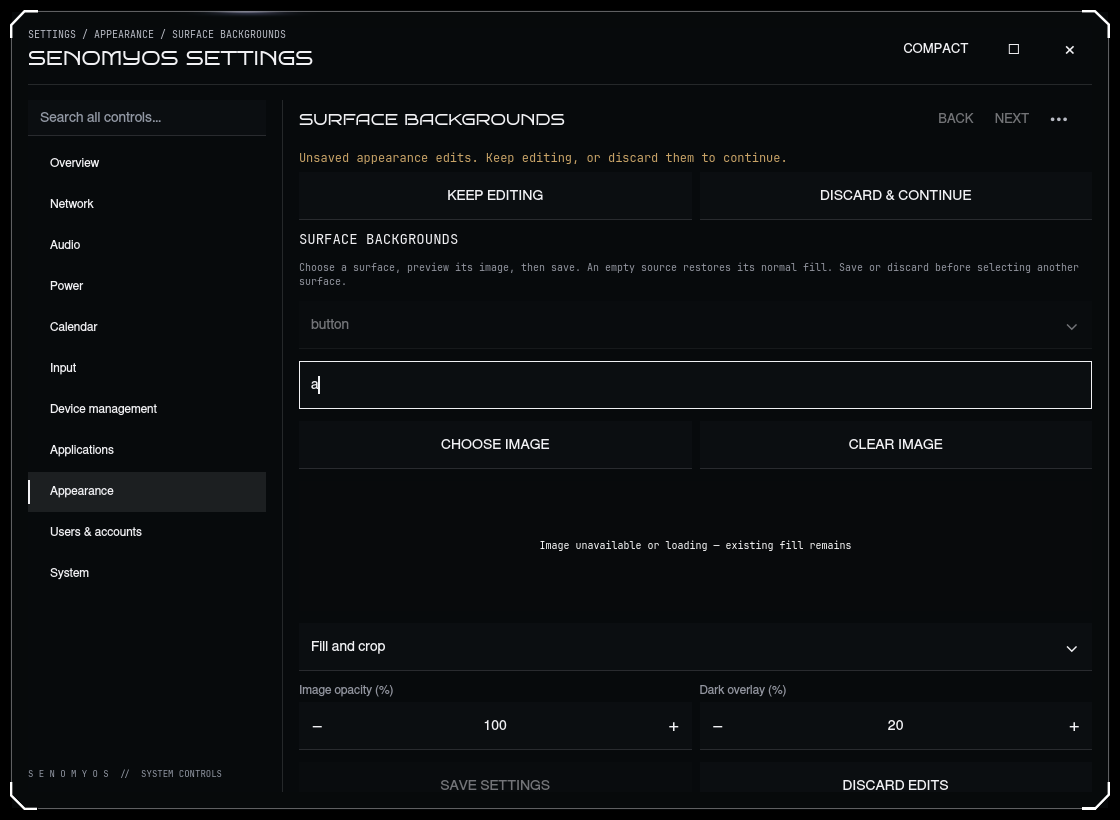 SETTINGS / APPEARANCE / SURFACE BACKGROUNDS
SENOMYOS SETTINGS
COMPACT
Search all controls...
Overview
Network
Audio
Power
Calendar
Input
Device management
Applications
Appearance
Users & accounts
System
SENOMYOS // SYSTEM CONTROLS
SURFACE BACKGROUNDS
BACK NEXT
Unsaved appearance edits. Keep editing, or discard them to continue.
KEEP EDITING DISCARD & CONTINUE
SURFACE BACKGROUNDS
Choose a surface, preview its image, then save. An empty source restores its normal fill. Save or discard before selecting another
surface.
button
a
CHOOSE IMAGE CLEAR IMAGE
Image unavailable or loading — existing fill remains
Fill and crop
Image opacity (%) Dark overlay (%)
− 100 + − 20 +
SAVE SETTINGS DISCARD EDITS